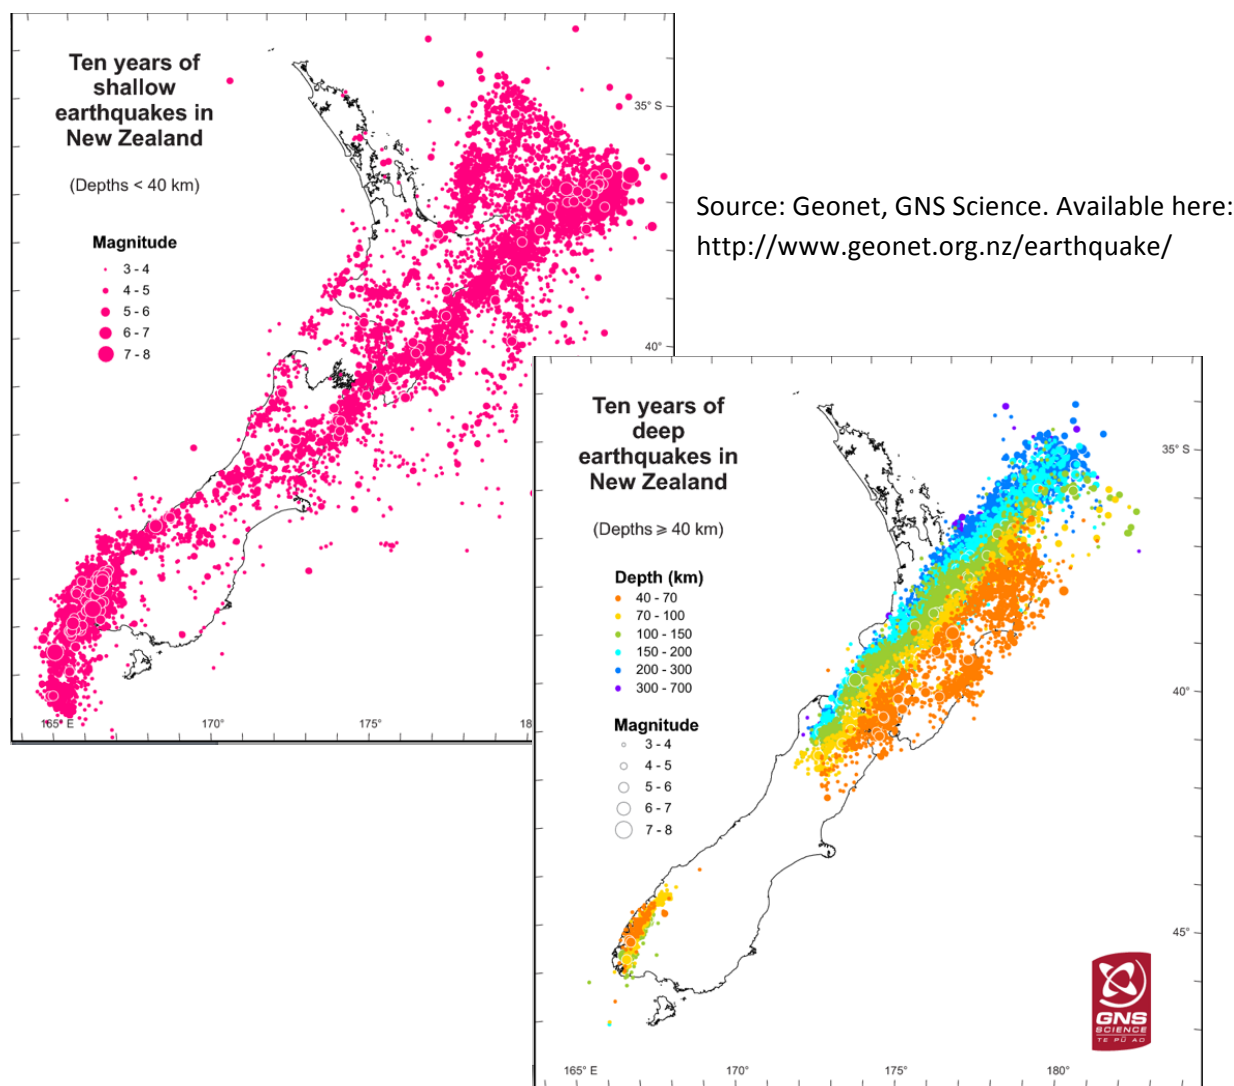 Ten years of
shallow
earthquakes in
New Zealand
(Depths < 40 km)
Magnitude
3 - 4
4 - 5
5 - 6
6 - 7
7 - 8
35° S
40°
165° E
170°
175°
18
Source: Geonet, GNS Science. Available here:
http://www.geonet.org.nz/earthquake/
Ten years of
deep
earthquakes in
New Zealand
(Depths ⩾ 40 km)
Depth (km)
40 - 70
70 - 100
100 - 150
150 - 200
200 - 300
300 - 700
Magnitude
3 - 4
4 - 5
5 - 6
6 - 7
7 - 8
35° S
40°
45°
165° E
170°
175°
180°
GNS
SCIENCE
TE PŪ AO